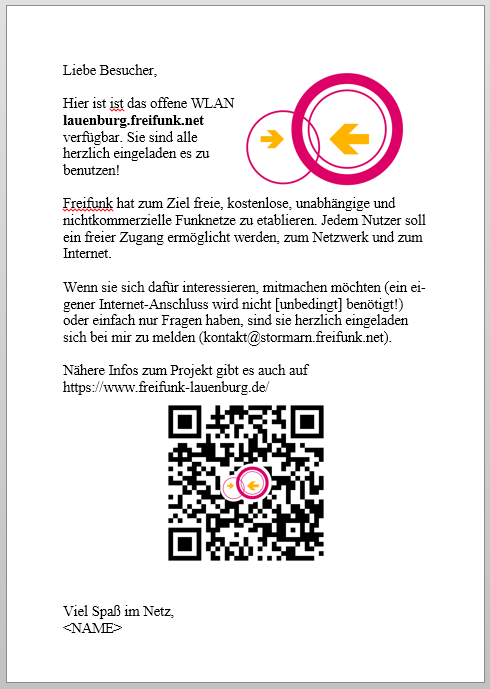 Liebe Besucher,
Hier ist ist das offene WLAN
lauenburg.freifunk.net
verfügbar. Sie sind alle
herzlich eingeladen es zu
benutzen!
Freifunk hat zum Ziel freie, kostenlose, unabhängige und
nichtkommerzielle Funknetze zu etablieren. Jedem Nutzer soll
ein freier Zugang ermöglicht werden, zum Netzwerk und zum
Internet.
Wenn sie sich dafür interessieren, mitmachen möchten (ein ei-
gener Internet-Anschluss wird nicht [unbedingt] benötigt!)
oder einfach nur Fragen haben, sind sie herzlich eingeladen
sich bei mir zu melden (kontakt@stormarn.freifunk.net).
Nähere Infos zum Projekt gibt es auch auf
https://www.freifunk-lauenburg.de/
Viel Spaß im Netz,
<NAME>